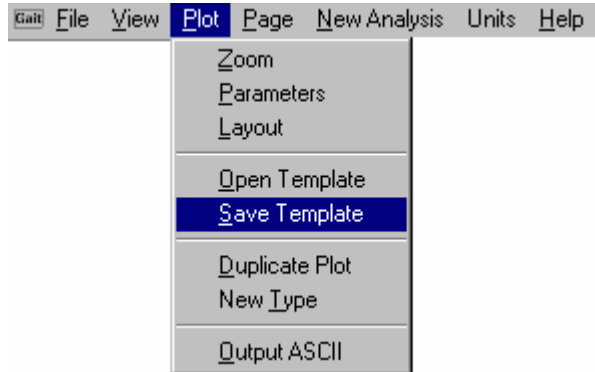 Gait File View Plot Page New Analysis Units Help
Zoom
Parameters
Layout
Open Template
Save Template
Duplicate Plot
New Type
Output ASCII